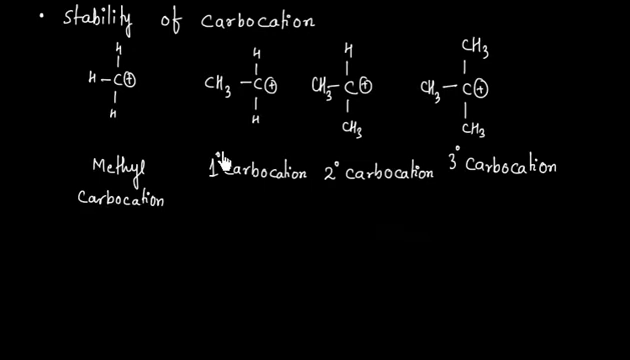 • Stability of Carbocation
H H H CH3
H – C⊕ CH3 – C⊕ CH3 – C⊕ CH3 – C⊕
H H CH3 CH3
Methyl 1° Carbocation 2° Carbocation 3° Carbocation
Carbocation